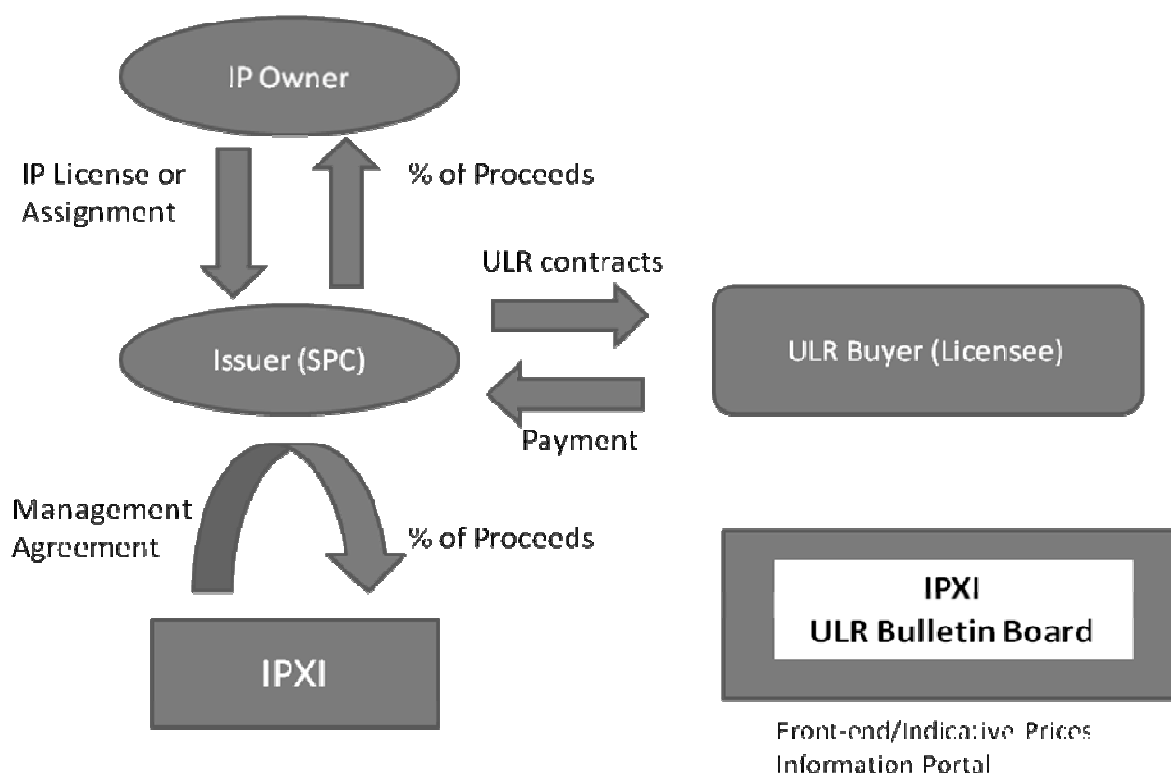 IP Owner
IP License or
Assignment
% of Proceeds
ULR contracts
Issuer (SPC)
ULR Buyer (Licensee)
Payment
Management
Agreement
% of Proceeds
IPXI
IPXI
ULR Bulletin Board
Front-end/Indicative Prices
Information Portal